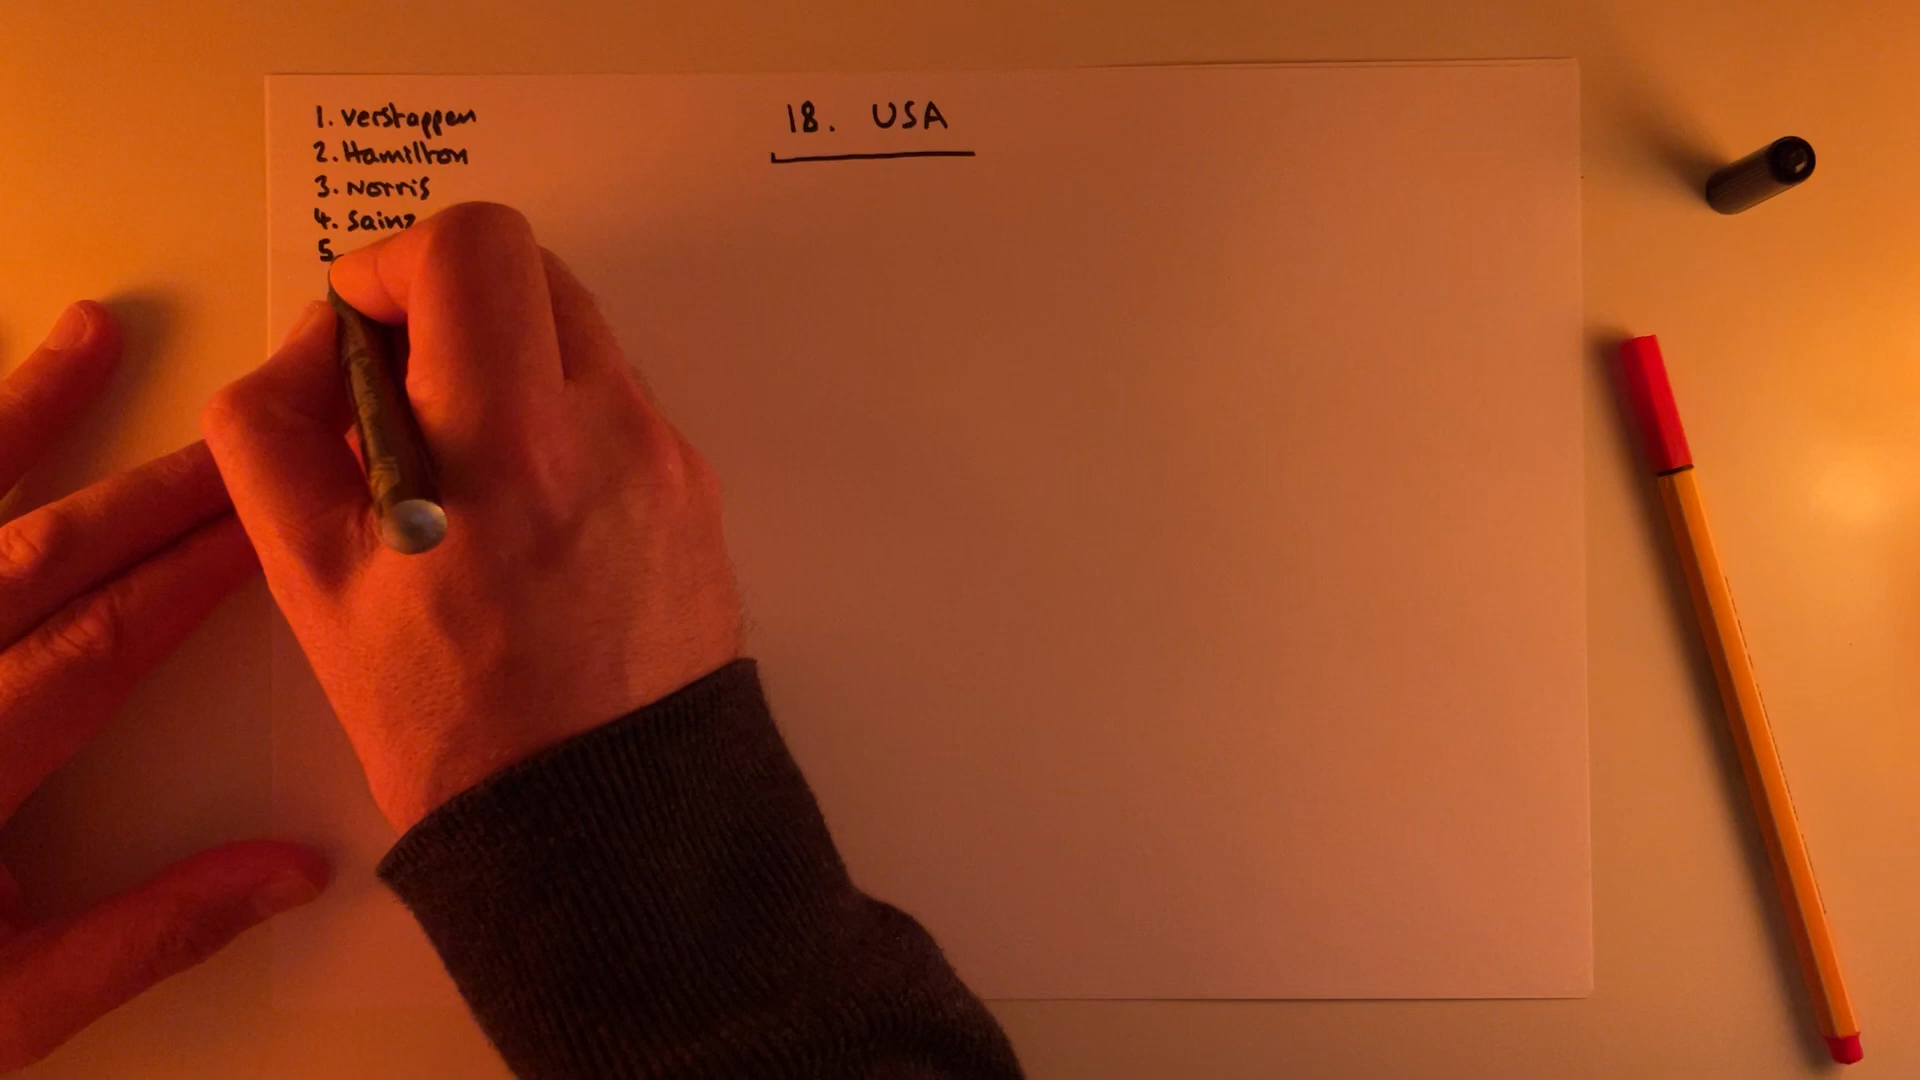 1. Verstappen
2. Hamilton
3. Norris
4. Sainz
5.
18. USA